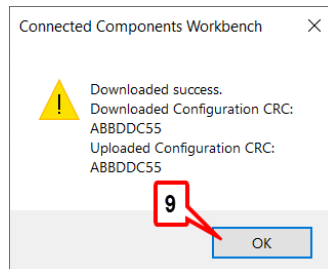 Connected Components Workbench
Downloaded success.
Downloaded Configuration CRC:
ABBDDC55
Uploaded Configuration CRC:
ABBDDC55
9
OK